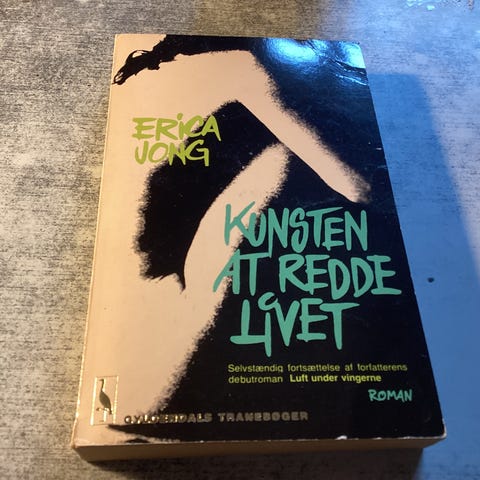 ERICA
JONG
KUNSTEN
AT REDDE
LIVET
Selvstændig fortsættelse af forfatterens
debutroman Luft under vingerne
ROMAN
GYLDENDALS TRANEBØGER